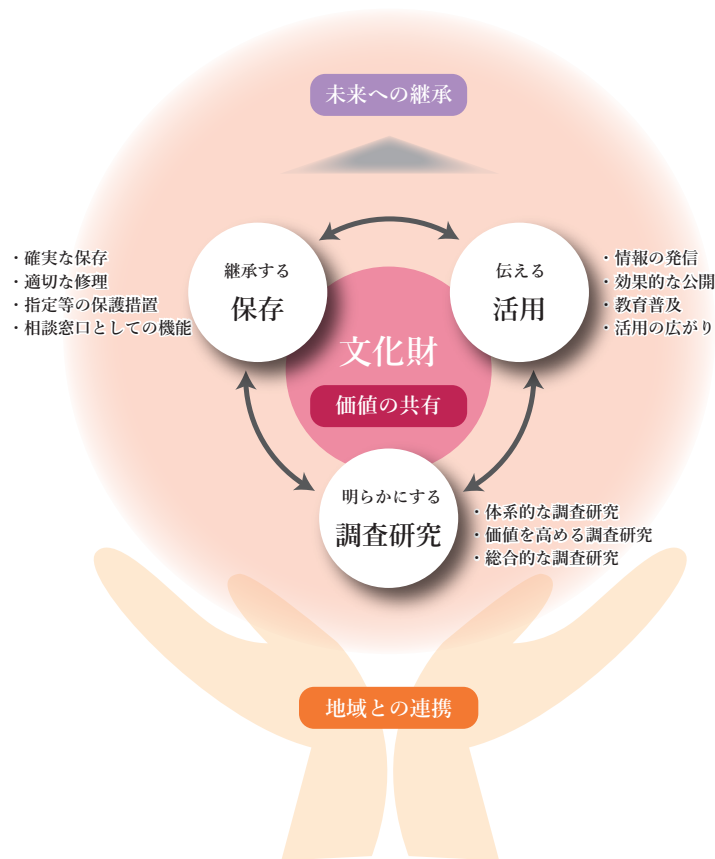 未来への継承
継承する
保存
・確実な保存
・適切な修理
・指定等の保護措置
・相談窓口としての機能
伝える
活用
・情報の発信
・効果的な公開
・教育普及
・活用の広がり
文化財
価値の共有
明らかにする
調査研究
・体系的な調査研究
・価値を高める調査研究
・総合的な調査研究
地域との連携